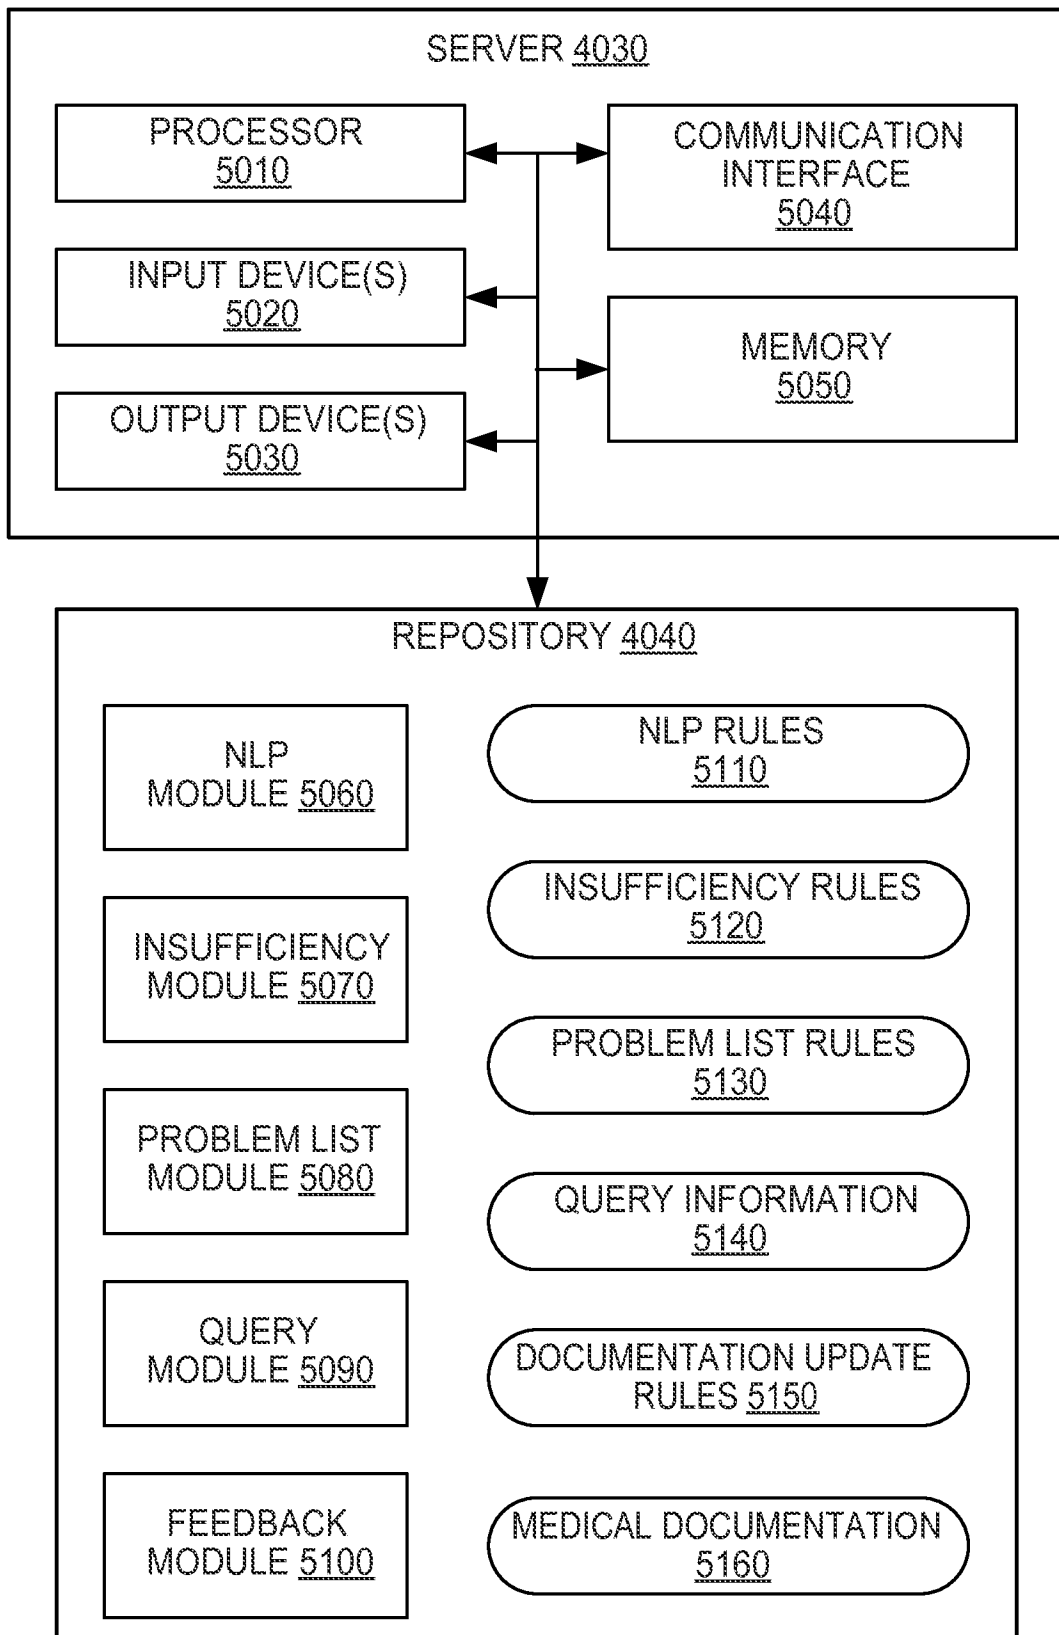 SERVER 4030
PROCESSOR
5010
COMMUNICATION
INTERFACE
5040
INPUT DEVICE(S)
5020
MEMORY
5050
OUTPUT DEVICE(S)
5030
REPOSITORY 4040
NLP
MODULE 5060
NLP RULES
5110
INSUFFICIENCY
MODULE 5070
INSUFFICIENCY RULES
5120
PROBLEM LIST RULES
5130
PROBLEM LIST
MODULE 5080
QUERY INFORMATION
5140
QUERY
MODULE 5090
DOCUMENTATION UPDATE
RULES 5150
FEEDBACK
MODULE 5100
MEDICAL DOCUMENTATION
5160